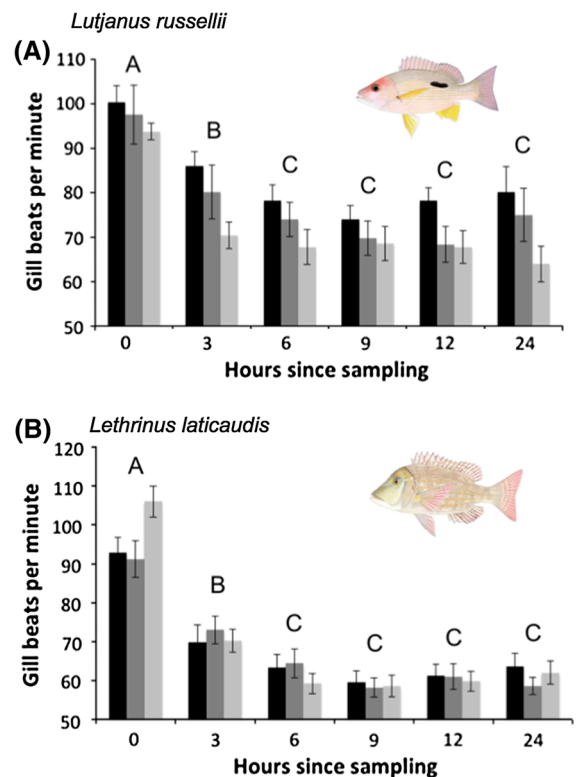 Lutjanus russellii
(A)
110
100
90
80
70
60
50
Gill beats per minute
A
B
C
C
C
C
0 3 6 9 12 24
Hours since sampling
(B) Lethrinus laticaudis
120
110
100
90
80
70
60
50
Gill beats per minute
A
B
C
C
C
C
0 3 6 9 12 24
Hours since sampling